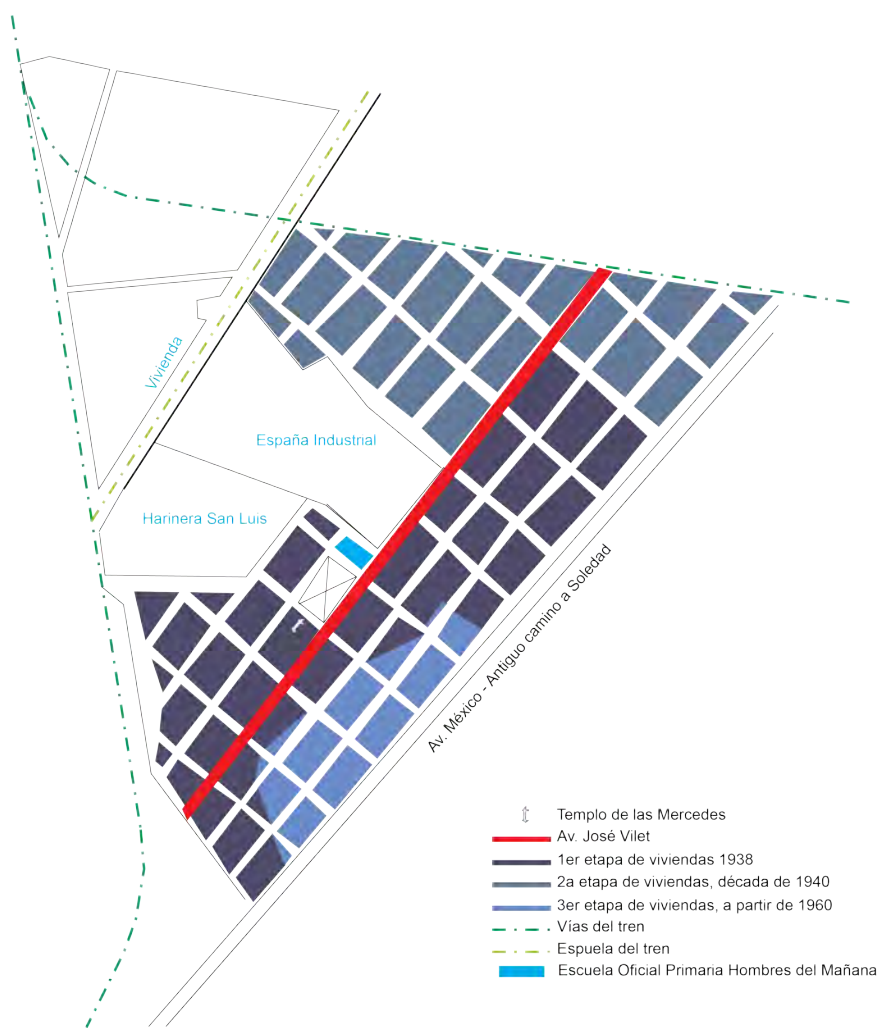 Vivienda
España Industrial
Harinera San Luis
Av. México - Antiguo camino a Soledad
Templo de las Mercedes
Av. José Vilet
1er etapa de viviendas 1938
2a etapa de viviendas, década de 1940
3er etapa de viviendas, a partir de 1960
Vías del tren
Espuela del tren
Escuela Oficial Primaria Hombres del Mañana